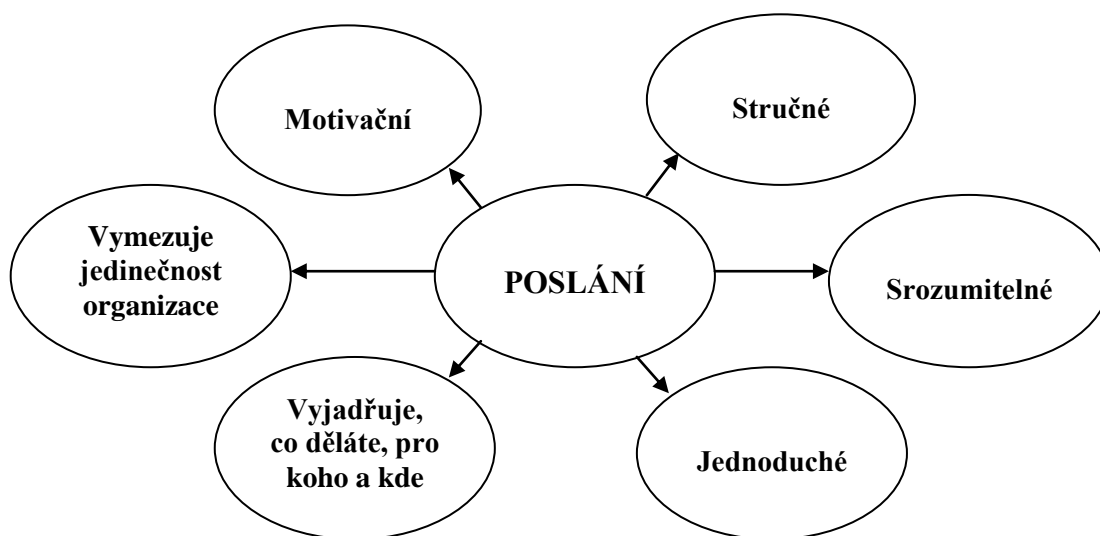 Motivační
Stručné
Vymezuje
jedinečnost
organizace
POSLÁNÍ
Srozumitelné
Vyjadřuje,
co děláte, pro
koho a kde
Jednoduché